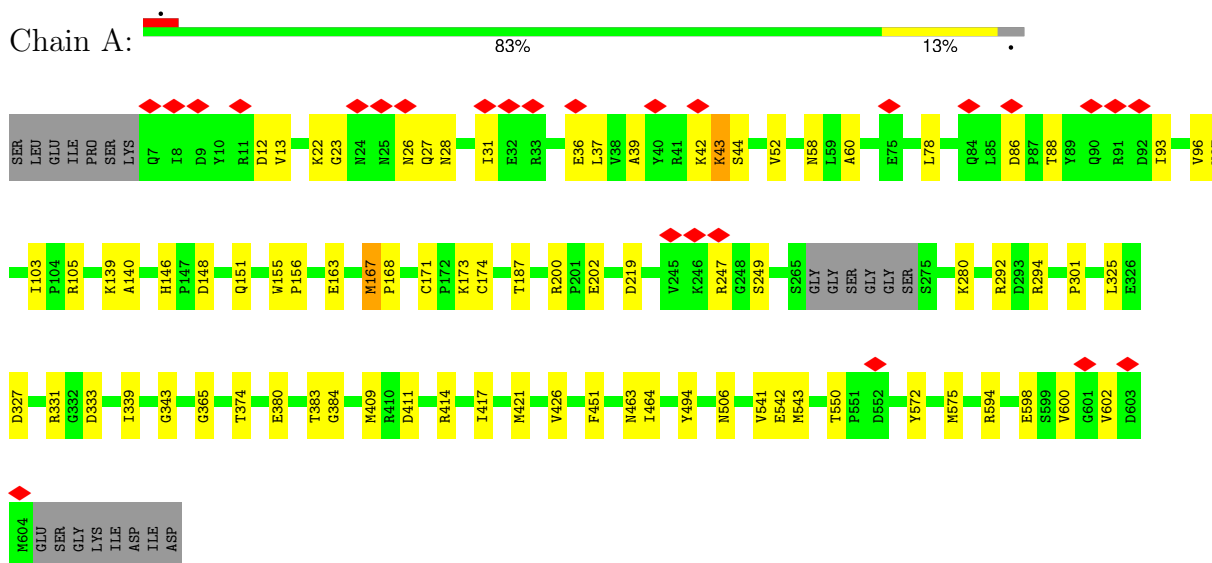 Chain A:
83% 13%
SER LEU GLU ILE PRO SER LYS Q7 I8 D9 Y10 R11 D12 V13 K22 G23 N24 N25 N26 Q27 N28 I31 E32 R33 E36 L37 V38 A39 Y40 R41 K42 K43 S44 V52 N58 L59 A60 E75 L78 Q84 L85 D86 P87 T88 Y89 Q90 R91 D92 I93 V96
I103 P104 R105 K139 A140 H146 P147 D148 Q151 W155 P156 E163 M167 P168 C171 P172 K173 C174 T187 R200 P201 E202 D219 V245 K246 R247 G248 S249 S265 GLY GLY SER GLY GLY SER S275 K280 R292 D293 R294 P301 L325 E326
D327 R331 G332 D333 I339 G343 G365 T374 E380 T383 G384 M409 R410 D411 R414 I417 M421 V426 F451 N463 I464 Y494 N506 V541 E542 M543 T550 P551 D552 Y572 M575 R594 E598 S599 V600 G601 V602 D603
M604 GLU SER GLY LYS ILE ASP ILE ASP